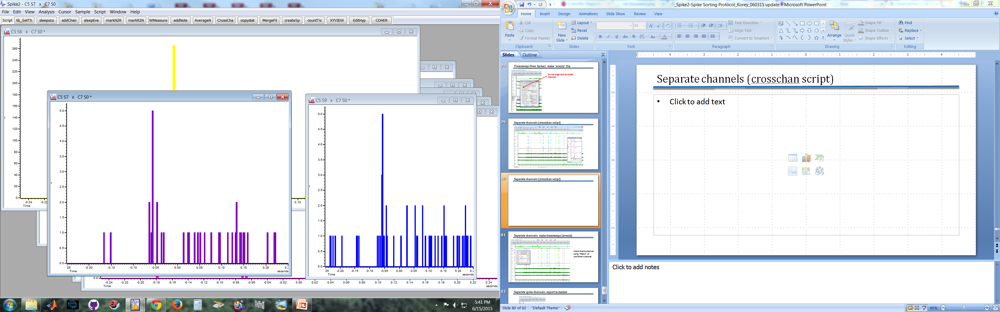 Spike2 - C5 S7 x C7 S0
File Edit View Analysis Cursor Sample Script Window Help
Script kk_SetTh sleepsco addChan sleepEve markN2R markR2N WMeasure addNote AverageN CrossCha copystat MergeFil createSp countTic XYVIEW EditHyp COHER
C5 S6 x C7 S0 *
260
240
220
200
180
160
140
120
100
80
60
40
20
0
1
-0.24 -0.22 0.10
Time
C5 S7 x C7 S0 *
5.0
4.5
4.0
3.5
3.0
2.5
2.0
1.5
1.0
0.5
0.0
1
25 -0.20 -0.15 -0.10 -0.05 0.00 0.05 0.10 0.15 0.20 0.2
Time seconds
C5 S9 x C7 S0 *
5.0
4.5
4.0
3.5
3.0
2.5
2.0
1.5
1.0
0.5
0.0
1
25 -0.20 -0.15 -0.10 -0.05 0.00 0.05 0.10 0.15 0.20 0.2
Time seconds
0.0
-0.24 -0.22 -0.20 -0.18 -0.16 -0.14 -0.12 -0.10 -0.08 -0.06 -0.04 -0.02 0.00 0.02 0.04 0.06 0.08 0.10 0.12 0.14 0.16 0.18 0.20 0.22 0.24
Time seconds
5:41 PM
6/15/2015
_Spike2-Spike Sorting Protocol_Korey_060315 update - Microsoft PowerPoint
Home Insert Design Animations Slide Show Review View
Paste
Cut
Copy
Format Painter
Clipboard
New Slide
Layout
Reset
Delete
Slides
24
B I U abc S AV Aa A
Font
Text Direction
Align Text
Convert to SmartArt
Paragraph
Arrange
Quick Styles
Shape Fill
Shape Outline
Shape Effects
Drawing
Find
Replace
Select
Editing
Slides Outline
78
Timestamps from Spike2: make "events" file
Do not align and bin event
channels
79
Separate channels (crosschan script)
80
Separate channels (crosschan script)
81
Separate channels: make timestamps (events)
Make Events channel
using "Peaks" of
wavemark channel
82
Separate spike channels: export to matlab
4 3 2 1 0 1 2 3 4
2
1
0
1
2
Separate channels (crosschan script)
• Click to add text
Click to add notes
Slide 80 of 82 "Default Theme" 95%